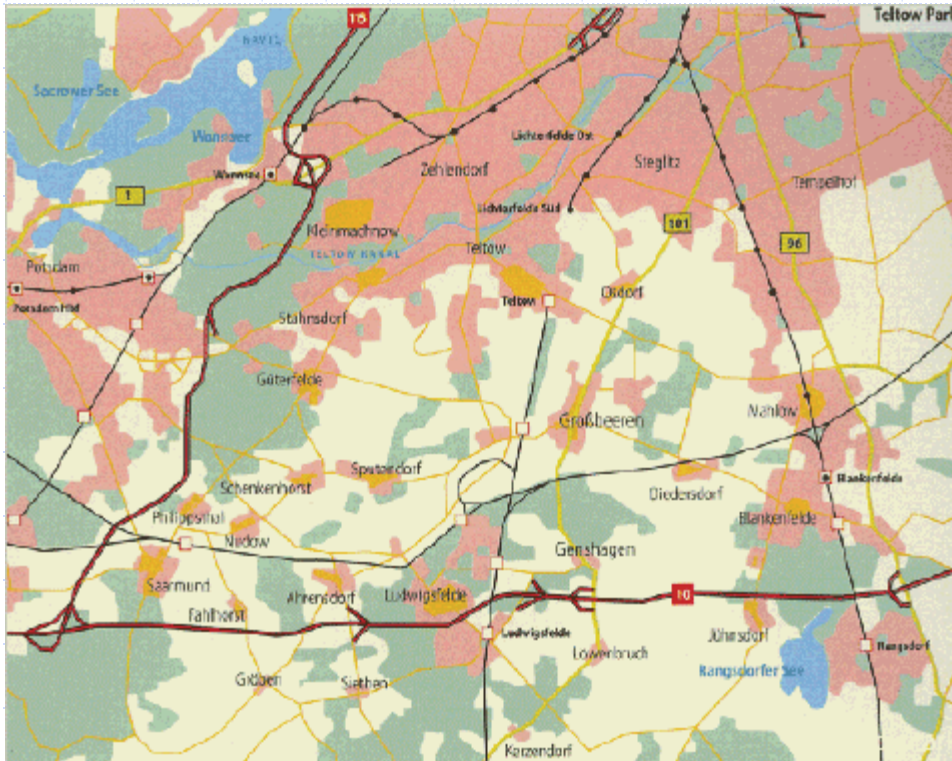 Teltow Park
15
HAVEL
Sacrower See
Wannsee
Lichterfelde Ost
Steglitz
Zehlendorf
Wannsee
Tempelhof
1
Lichterfelde Süd
Kleinmachnow
101
96
TELTOW KANAL
Teltow
Potsdam
Potsdam Hbf
Teltow
Osdorf
Stahnsdorf
Güterfelde
Großbeeren
Mahlow
Sputendorf
Schenkenhorst
Diedersdorf
Blankenfelde
Philippsthal
Nudow
Blankenfelde
Genshagen
Saarmund
Ahrensdorf
Ludwigsfelde
10
Fahlhorst
Ludwigsfelde
Jühnsdorf
Rangsdorf
Löwenbruch
Rangsdorfer See
Gröben
Siethen
Kerzendorf